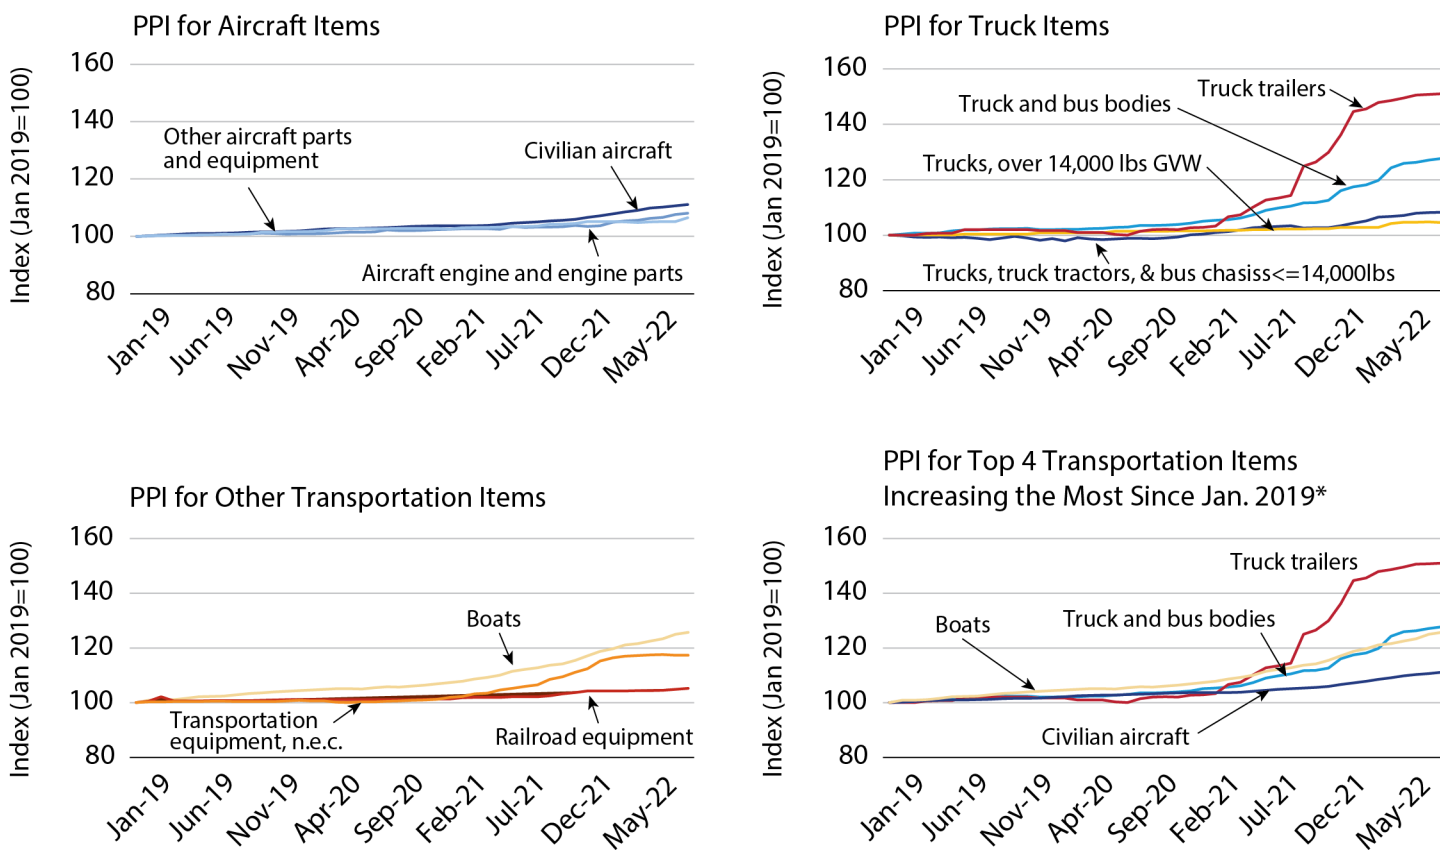 PPI for Aircraft Items
Index (Jan 2019=100)
160
140
120
100
80
Other aircraft parts
and equipment
Civilian aircraft
Aircraft engine and engine parts
Jan-19
Jun-19
Nov-19
Apr-20
Sep-20
Feb-21
Jul-21
Dec-21
May-22
PPI for Truck Items
Index (Jan 2019=100)
160
140
120
100
80
Truck trailers
Truck and bus bodies
Trucks, over 14,000 lbs GVW
Trucks, truck tractors, & bus chasiss<=14,000lbs
Jan-19
Jun-19
Nov-19
Apr-20
Sep-20
Feb-21
Jul-21
Dec-21
May-22
PPI for Other Transportation Items
Index (Jan 2019=100)
160
140
120
100
80
Boats
Transportation
equipment, n.e.c.
Railroad equipment
Jan-19
Jun-19
Nov-19
Apr-20
Sep-20
Feb-21
Jul-21
Dec-21
May-22
PPI for Top 4 Transportation Items
Increasing the Most Since Jan. 2019*
Index (Jan 2019=100)
160
140
120
100
80
Truck trailers
Truck and bus bodies
Boats
Civilian aircraft
Jan-19
Jun-19
Nov-19
Apr-20
Sep-20
Feb-21
Jul-21
Dec-21
May-22